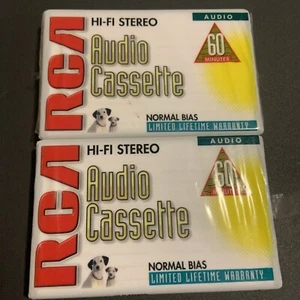 RCA
HI-FI STEREO
AUDIO
Audio
Cassette
60
MINUTES
NORMAL BIAS
LIMITED LIFETIME WARRANTY
RCA
HI-FI STEREO
AUDIO
Audio
Cassette
60
NORMAL BIAS
LIMITED LIFETIME WARRANTY